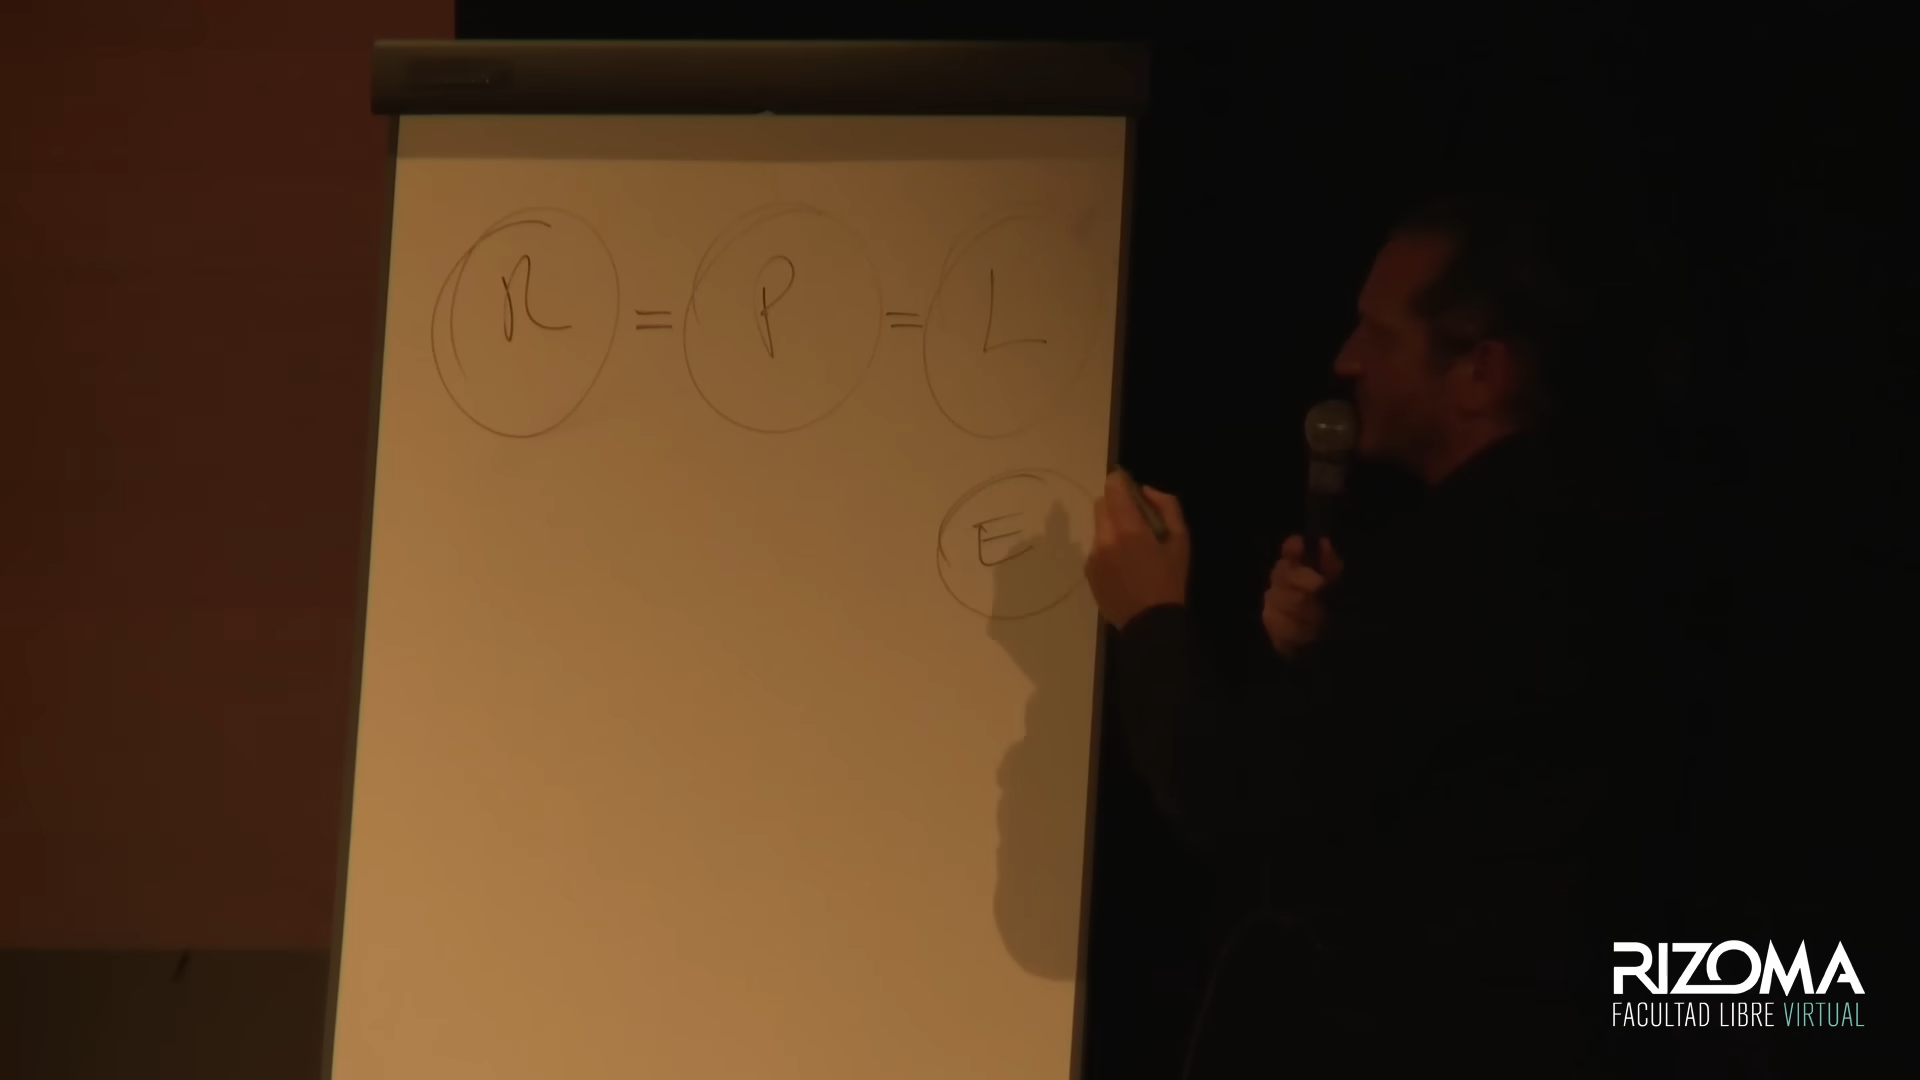 R = P = L
E
RIZOMA
FACULTAD LIBRE VIRTUAL